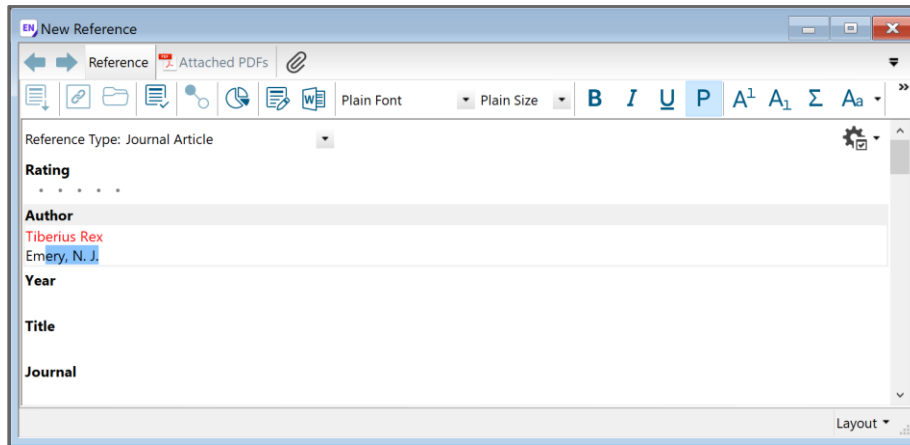 EN New Reference
Reference Attached PDFs
Plain Font Plain Size B I U P A1 A1 Σ Aa »
Reference Type: Journal Article
Rating
Author
Tiberius Rex
Emery, N. J.
Year
Title
Journal
Layout